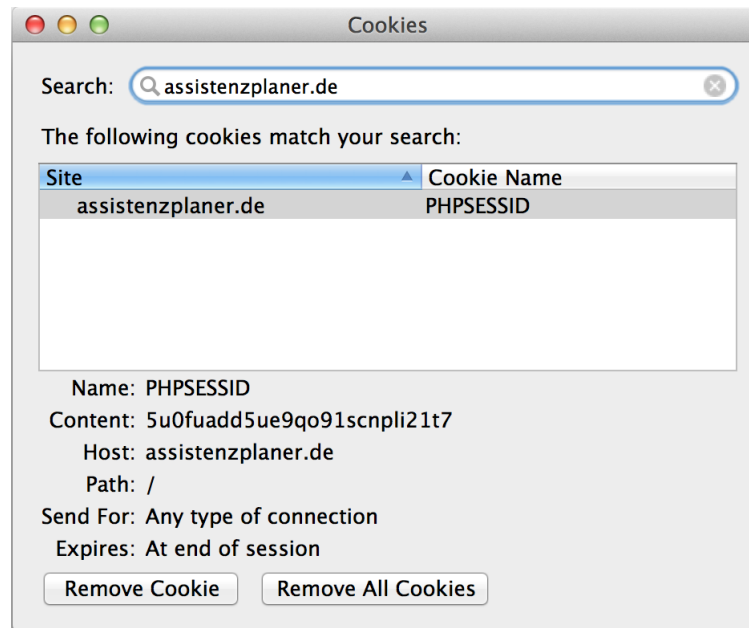 Cookies
Search: assistenzplaner.de
The following cookies match your search:
Site Cookie Name
assistenzplaner.de PHPSESSID
Name: PHPSESSID
Content: 5u0fuadd5ue9qo91scnpli21t7
Host: assistenzplaner.de
Path: /
Send For: Any type of connection
Expires: At end of session
Remove Cookie Remove All Cookies